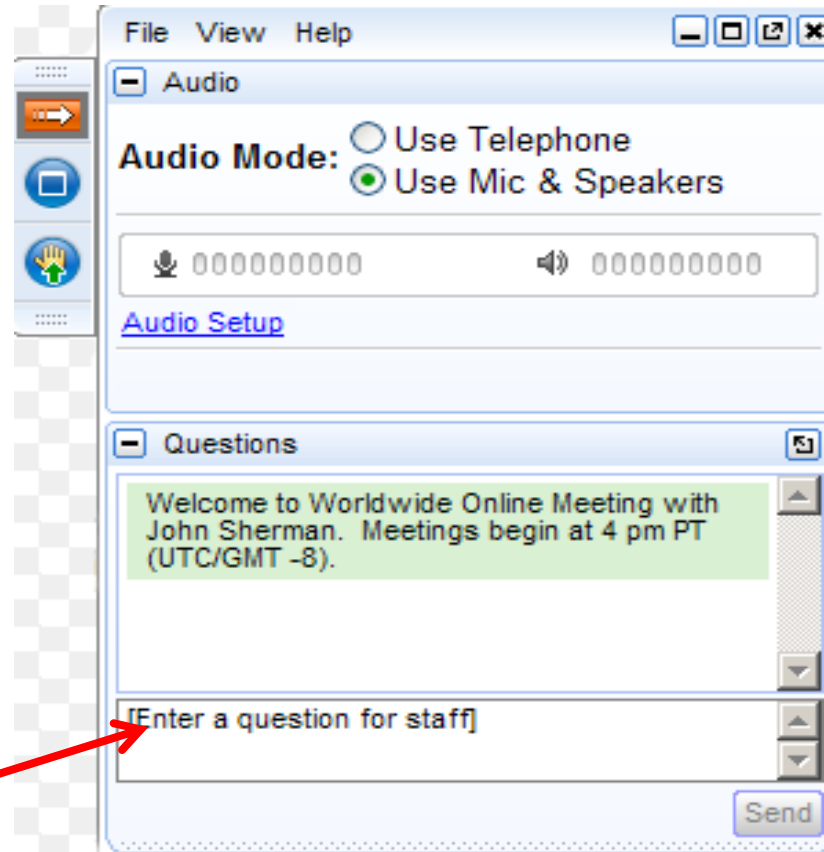 File View Help
Audio
Audio Mode:
Use Telephone
Use Mic & Speakers
000000000 000000000
Audio Setup
Questions
Welcome to Worldwide Online Meeting with
John Sherman. Meetings begin at 4 pm PT
(UTC/GMT -8).
[Enter a question for staff]
Send